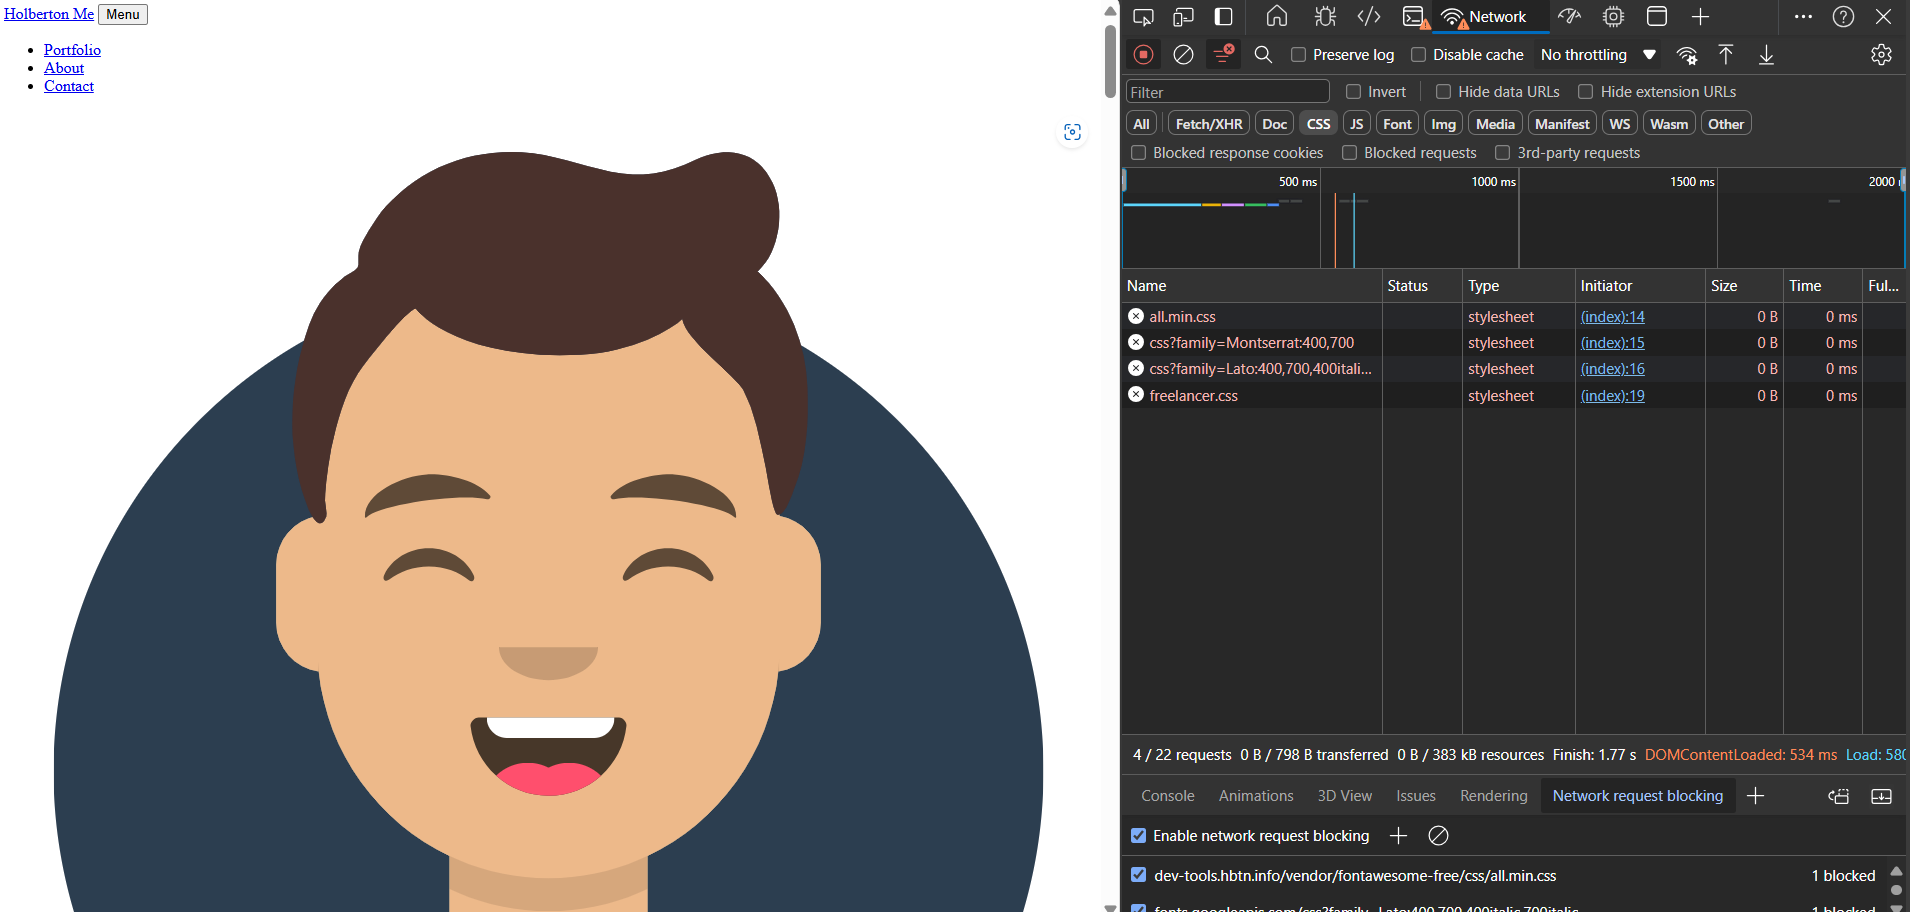 Holberton Me Menu
Portfolio
About
Contact
Network
Preserve log Disable cache No throttling
Filter Invert Hide data URLs Hide extension URLs
All Fetch/XHR Doc CSS JS Font Img Media Manifest WS Wasm Other
Blocked response cookies Blocked requests 3rd-party requests
500 ms 1000 ms 1500 ms 2000
Name Status Type Initiator Size Time Ful...
all.min.css stylesheet (index):14 0 B 0 ms
css?family=Montserrat:400,700 stylesheet (index):15 0 B 0 ms
css?family=Lato:400,700,400itali... stylesheet (index):16 0 B 0 ms
freelancer.css stylesheet (index):19 0 B 0 ms
4 / 22 requests 0 B / 798 B transferred 0 B / 383 kB resources Finish: 1.77 s DOMContentLoaded: 534 ms Load: 580
Console Animations 3D View Issues Rendering Network request blocking
Enable network request blocking
dev-tools.hbtn.info/vendor/fontawesome-free/css/all.min.css 1 blocked
fonts.googleapis.com/css?family=Lato:400,700,400italic,700italic 1 blocked